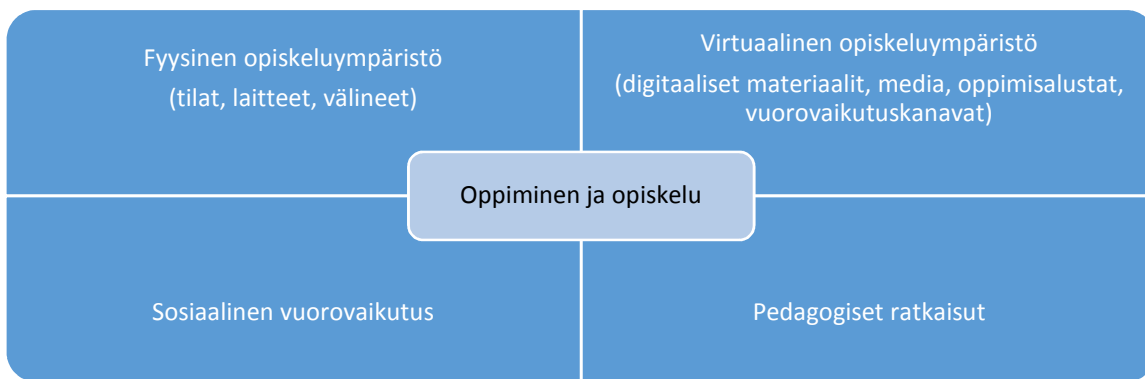 Fyysinen opiskeluympäristö
(tilat, laitteet, välineet)
Virtuaalinen opiskeluympäristö
(digitaaliset materiaalit, media, oppimisalustat,
vuorovaikutuskanavat)
Oppiminen ja opiskelu
Sosiaalinen vuorovaikutus
Pedagogiset ratkaisut